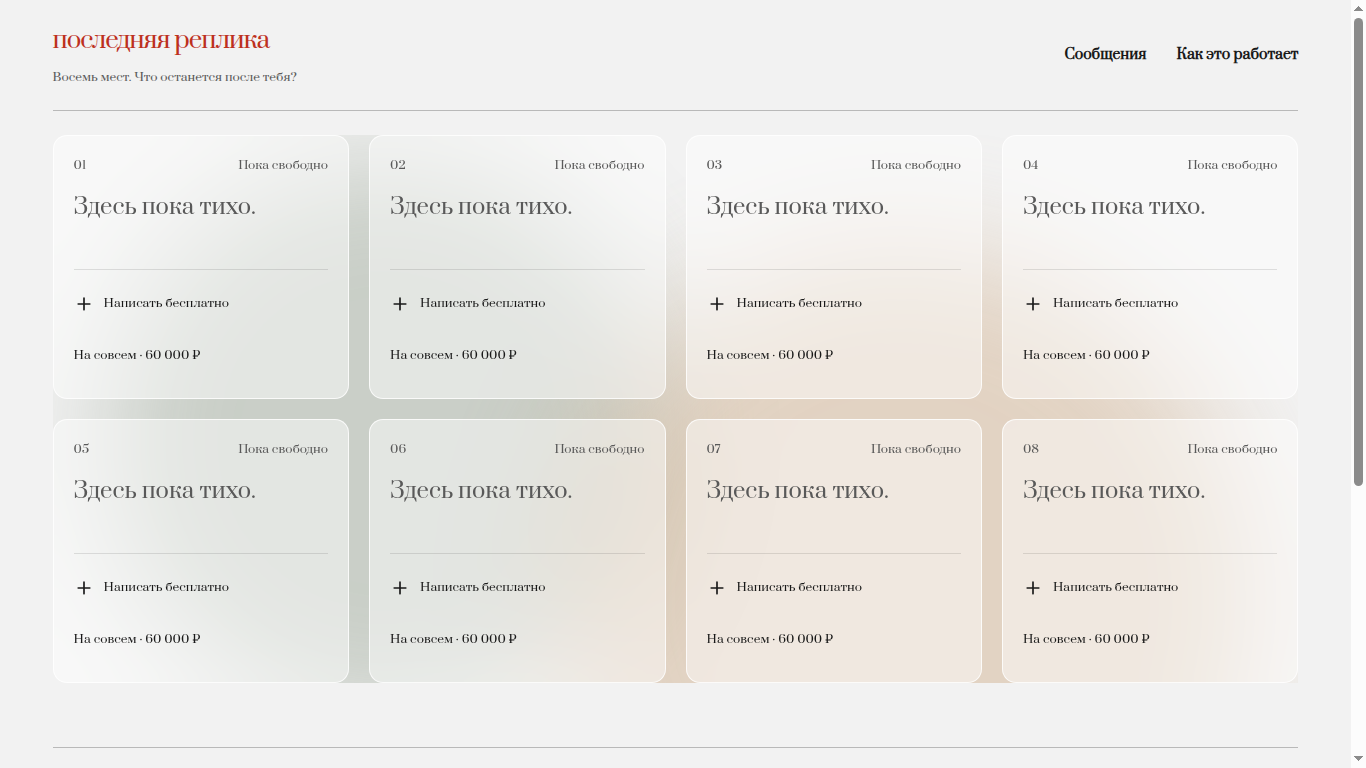 последняя реплика
Восемь мест. Что останется после тебя?
Сообщения
Как это работает
01
Пока свободно
Здесь пока тихо.
Написать бесплатно
На совсем · 60 000 ₽
02
Пока свободно
Здесь пока тихо.
Написать бесплатно
На совсем · 60 000 ₽
03
Пока свободно
Здесь пока тихо.
Написать бесплатно
На совсем · 60 000 ₽
04
Пока свободно
Здесь пока тихо.
Написать бесплатно
На совсем · 60 000 ₽
05
Пока свободно
Здесь пока тихо.
Написать бесплатно
На совсем · 60 000 ₽
06
Пока свободно
Здесь пока тихо.
Написать бесплатно
На совсем · 60 000 ₽
07
Пока свободно
Здесь пока тихо.
Написать бесплатно
На совсем · 60 000 ₽
08
Пока свободно
Здесь пока тихо.
Написать бесплатно
На совсем · 60 000 ₽